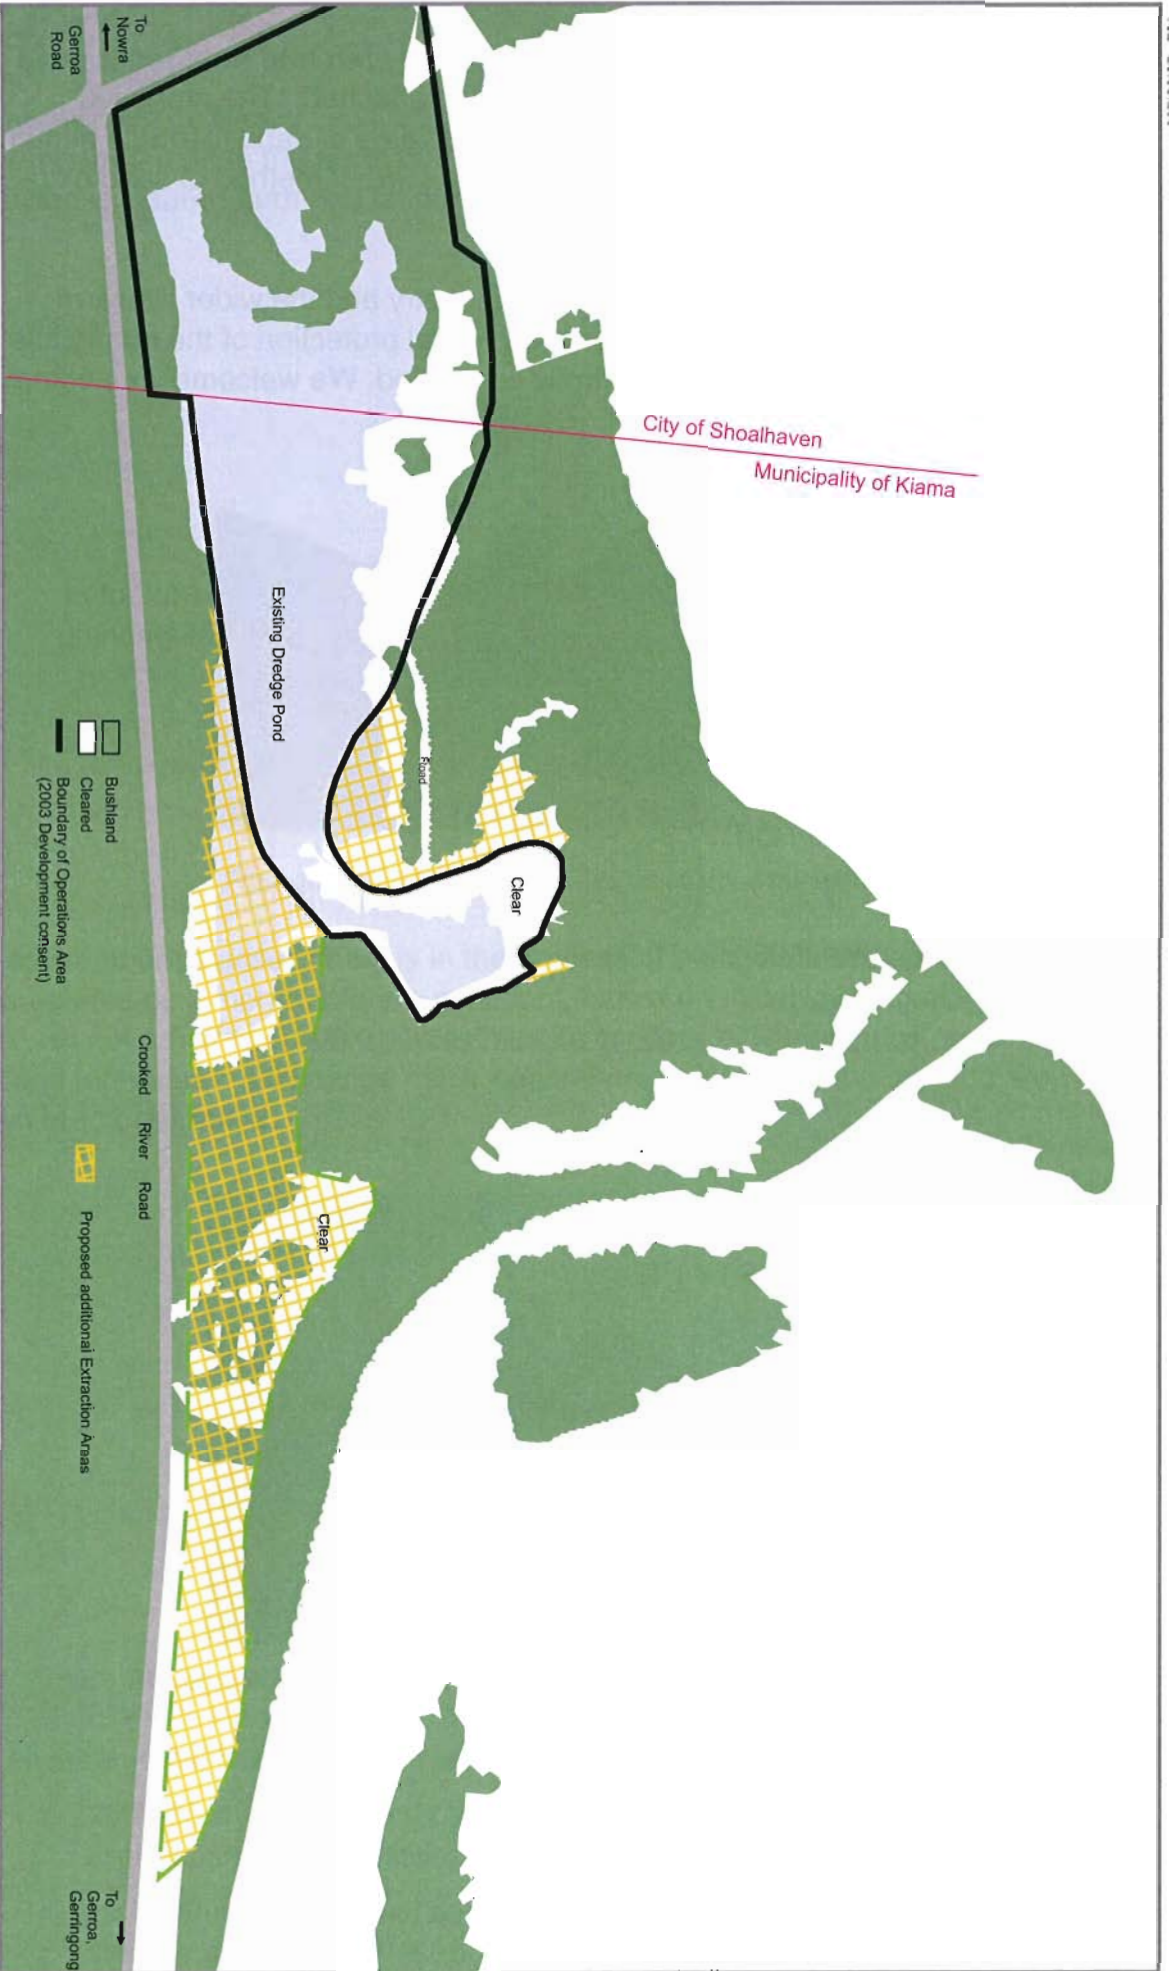 To
Nowra
Gerroa
Road
City of Shoalhaven
Municipality of Kiama
Existing Dredge Pond
Road
Clear
Clear
Bushland
Cleared
Boundary of Operations Area
(2003 Development consent)
Crooked River Road
Proposed additional Extraction Areas
To
Gerroa,
Gerringong